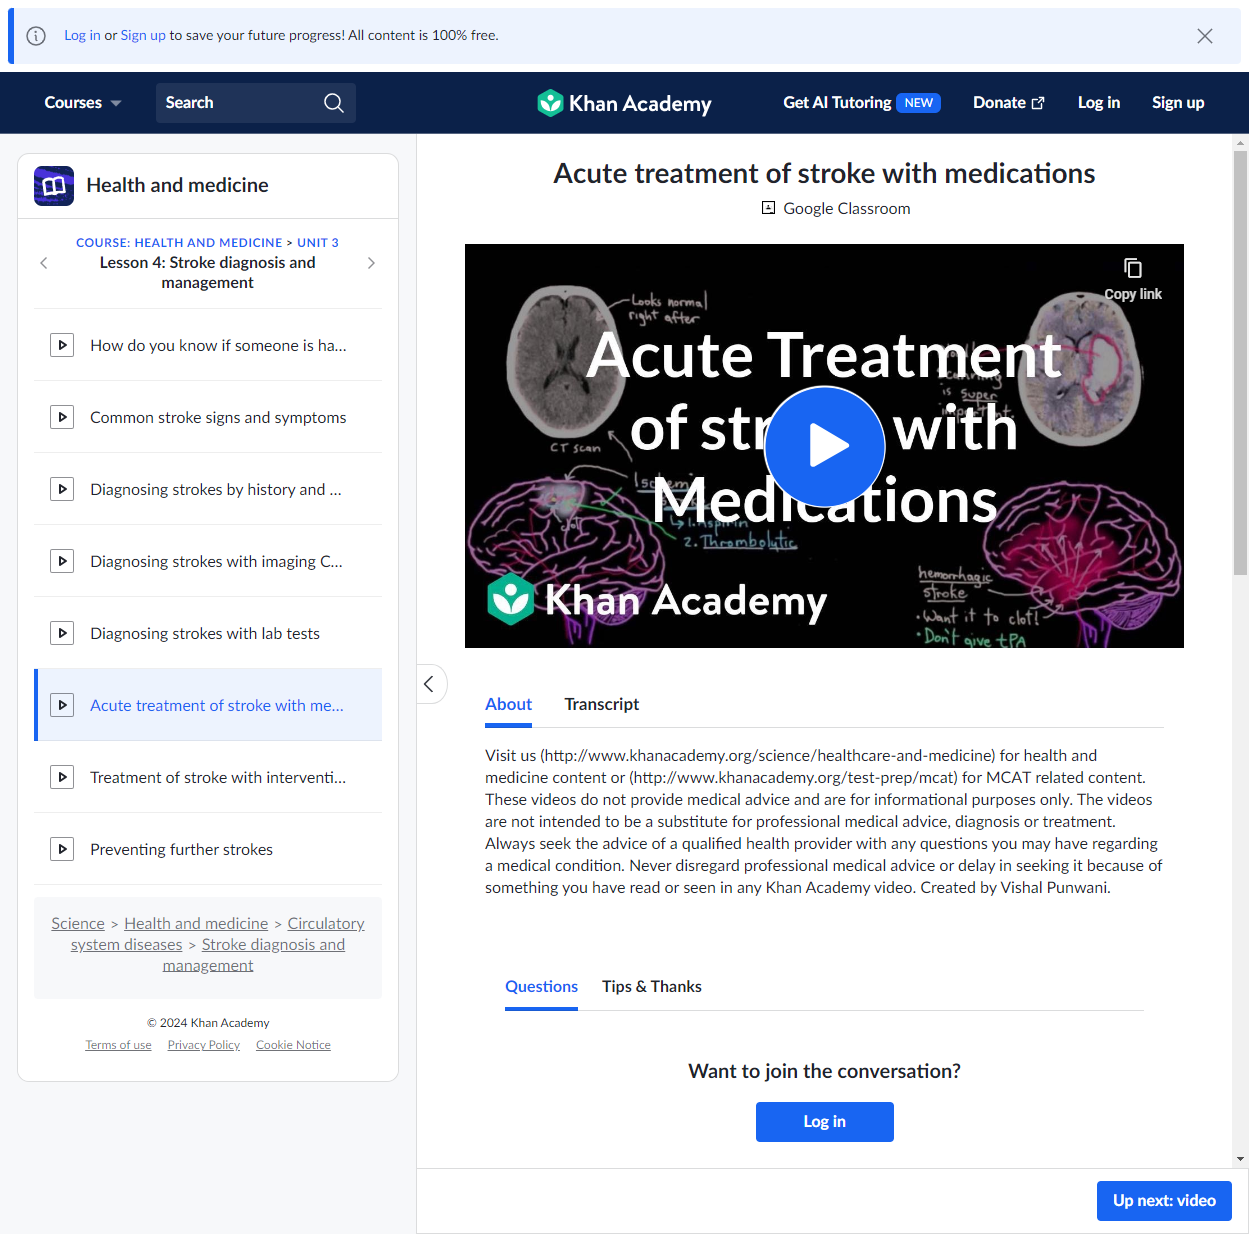 Log in or Sign up to save your future progress! All content is 100% free.
Courses
Search
Khan Academy
Get AI Tutoring NEW
Donate
Log in
Sign up
Health and medicine
COURSE: HEALTH AND MEDICINE > UNIT 3
Lesson 4: Stroke diagnosis and
management
How do you know if someone is ha...
Common stroke signs and symptoms
Diagnosing strokes by history and ...
Diagnosing strokes with imaging C...
Diagnosing strokes with lab tests
Acute treatment of stroke with me...
Treatment of stroke with interventi...
Preventing further strokes
Science > Health and medicine > Circulatory
system diseases > Stroke diagnosis and
management
© 2024 Khan Academy
Terms of use Privacy Policy Cookie Notice
Acute treatment of stroke with medications
Google Classroom
Copy link
Looks normal
right after
Acute Treatment
scanning
is super
important
of str with
CT scan
Ischemic
stroke
Medications
clot
1. Aspirin
2. Thrombolytic
hemorrhagic
stroke
• Want it to clot!
• Don't give tPA
Khan Academy
About
Transcript
Visit us (http://www.khanacademy.org/science/healthcare-and-medicine) for health and
medicine content or (http://www.khanacademy.org/test-prep/mcat) for MCAT related content.
These videos do not provide medical advice and are for informational purposes only. The videos
are not intended to be a substitute for professional medical advice, diagnosis or treatment.
Always seek the advice of a qualified health provider with any questions you may have regarding
a medical condition. Never disregard professional medical advice or delay in seeking it because of
something you have read or seen in any Khan Academy video. Created by Vishal Punwani.
Questions
Tips & Thanks
Want to join the conversation?
Log in
Up next: video